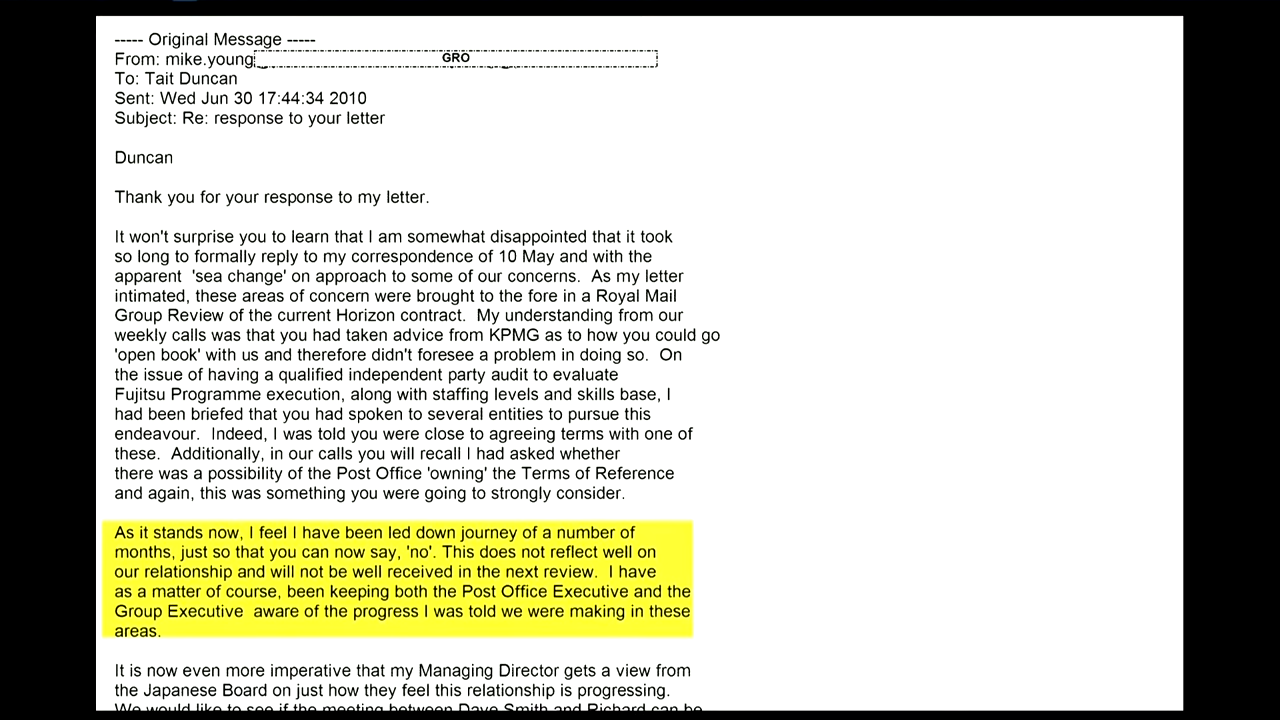 ----- Original Message -----
From: mike.young GRO
To: Tait Duncan
Sent: Wed Jun 30 17:44:34 2010
Subject: Re: response to your letter
Duncan
Thank you for your response to my letter.
It won't surprise you to learn that I am somewhat disappointed that it took
so long to formally reply to my correspondence of 10 May and with the
apparent  'sea change' on approach to some of our concerns.  As my letter
intimated, these areas of concern were brought to the fore in a Royal Mail
Group Review of the current Horizon contract.  My understanding from our
weekly calls was that you had taken advice from KPMG as to how you could go
'open book' with us and therefore didn't foresee a problem in doing so.  On
the issue of having a qualified independent party audit to evaluate
Fujitsu Programme execution, along with staffing levels and skills base, I
had been briefed that you had spoken to several entities to pursue this
endeavour.  Indeed, I was told you were close to agreeing terms with one of
these.  Additionally, in our calls you will recall I had asked whether
there was a possibility of the Post Office 'owning' the Terms of Reference
and again, this was something you were going to strongly consider.
As it stands now, I feel I have been led down journey of a number of
months, just so that you can now say, 'no'. This does not reflect well on
our relationship and will not be well received in the next review.  I have
as a matter of course, been keeping both the Post Office Executive and the
Group Executive  aware of the progress I was told we were making in these
areas.
It is now even more imperative that my Managing Director gets a view from
the Japanese Board on just how they feel this relationship is progressing.
We would like to see if the meeting between Dave Smith and Richard can be